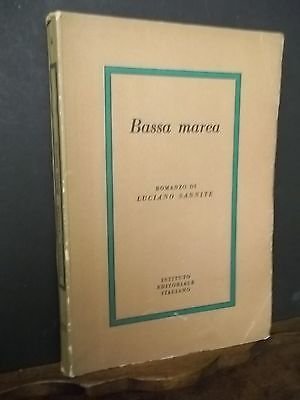 Bassa marea
ROMANZO DI
LUCIANO SANNITE
ISTITUTO
EDITORIALE
ITALIANO